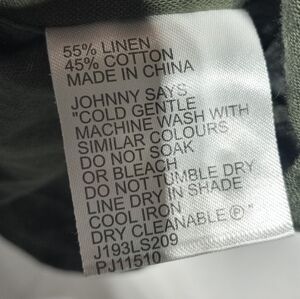 55% LINEN
45% COTTON
MADE IN CHINA
JOHNNY SAYS
"COLD GENTLE
MACHINE WASH WITH
SIMILAR COLOURS
DO NOT SOAK
OR BLEACH
DO NOT TUMBLE DRY
LINE DRY IN SHADE
COOL IRON
DRY CLEANABLE Ⓟ"
J193LS209
PJ11510